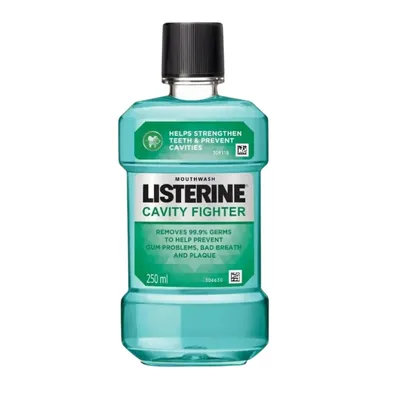 HELPS STRENGTHEN
TEETH & PREVENT
CAVITIES
MOUTHWASH
LISTERINE
CAVITY FIGHTER
REMOVES 99.9% GERMS
TO HELP PREVENT
GUM PROBLEMS, BAD BREATH
AND PLAQUE
250 ml